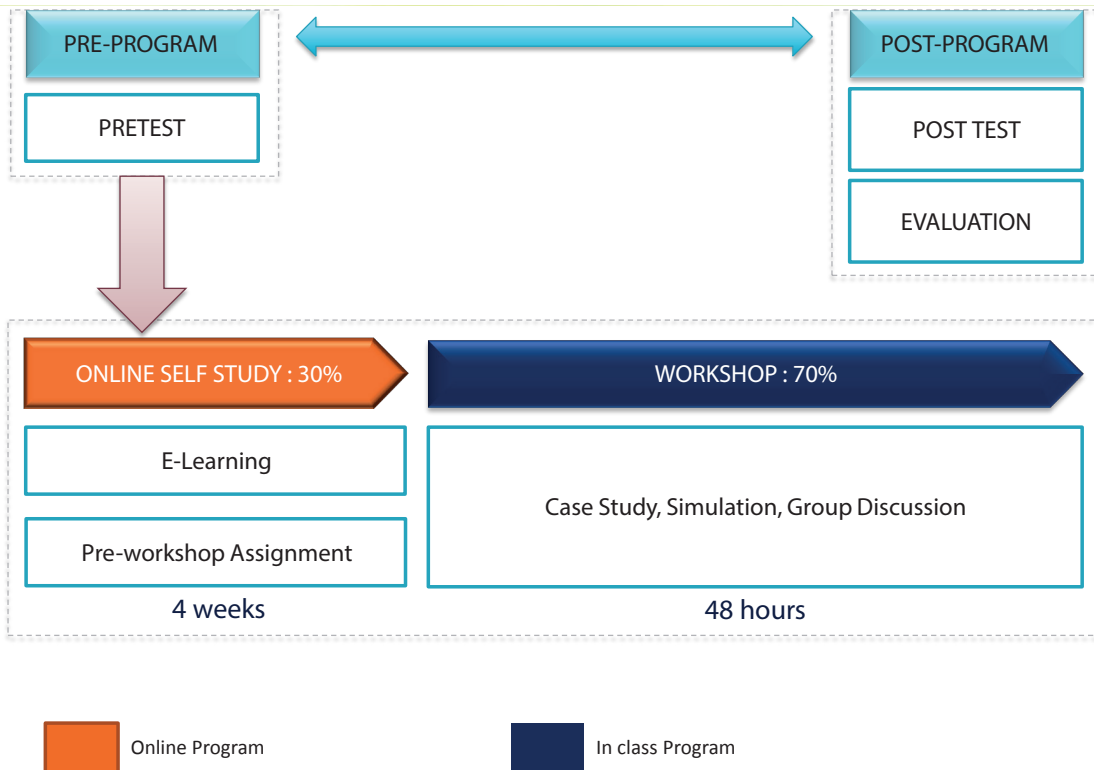 PRE-PROGRAM
POST-PROGRAM
PRETEST
POST TEST
EVALUATION
ONLINE SELF STUDY : 30%
WORKSHOP : 70%
E-Learning
Case Study, Simulation, Group Discussion
Pre-workshop Assignment
4 weeks
48 hours
Online Program
In class Program